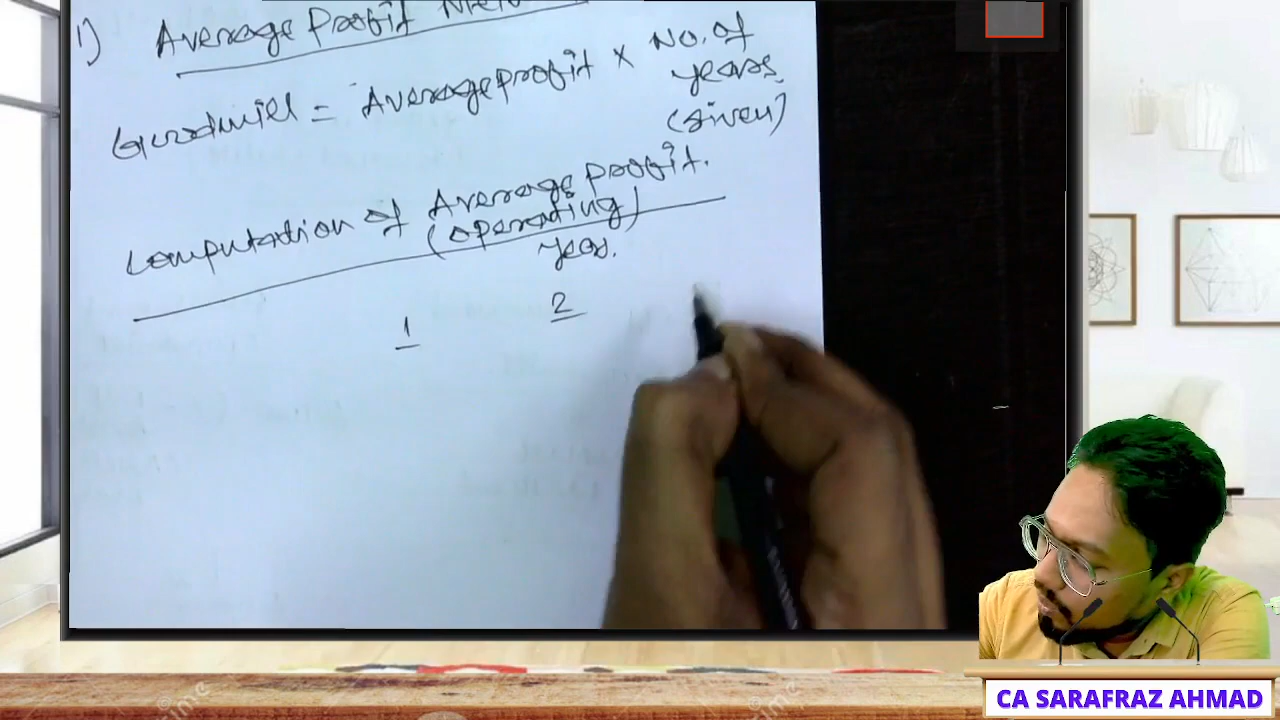 1) Average Profit
Goodwill = Average profit × No. of
years
(Given)
Computation of Average profit.
(operating)
year.
1 2
CA SARAFRAZ AHMAD